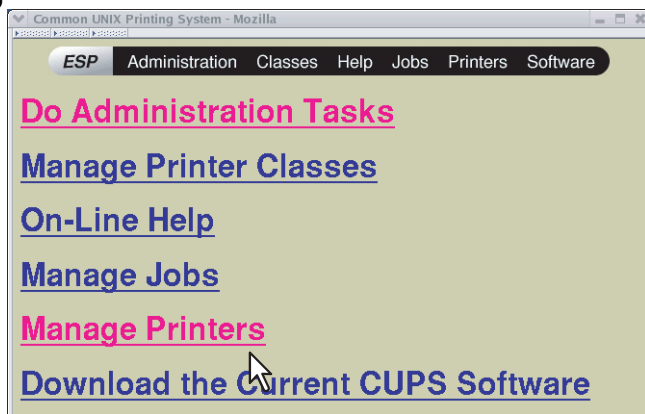 Common UNIX Printing System - Mozilla
ESP Administration Classes Help Jobs Printers Software
Do Administration Tasks
Manage Printer Classes
On-Line Help
Manage Jobs
Manage Printers
Download the Current CUPS Software